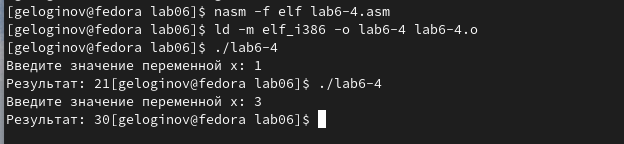 [geloginov@fedora lab06]$ nasm -f elf lab6-4.asm
[geloginov@fedora lab06]$ ld -m elf_i386 -o lab6-4 lab6-4.o
[geloginov@fedora lab06]$ ./lab6-4
Введите значение переменной x: 1
Результат: 21[geloginov@fedora lab06]$ ./lab6-4
Введите значение переменной x: 3
Результат: 30[geloginov@fedora lab06]$